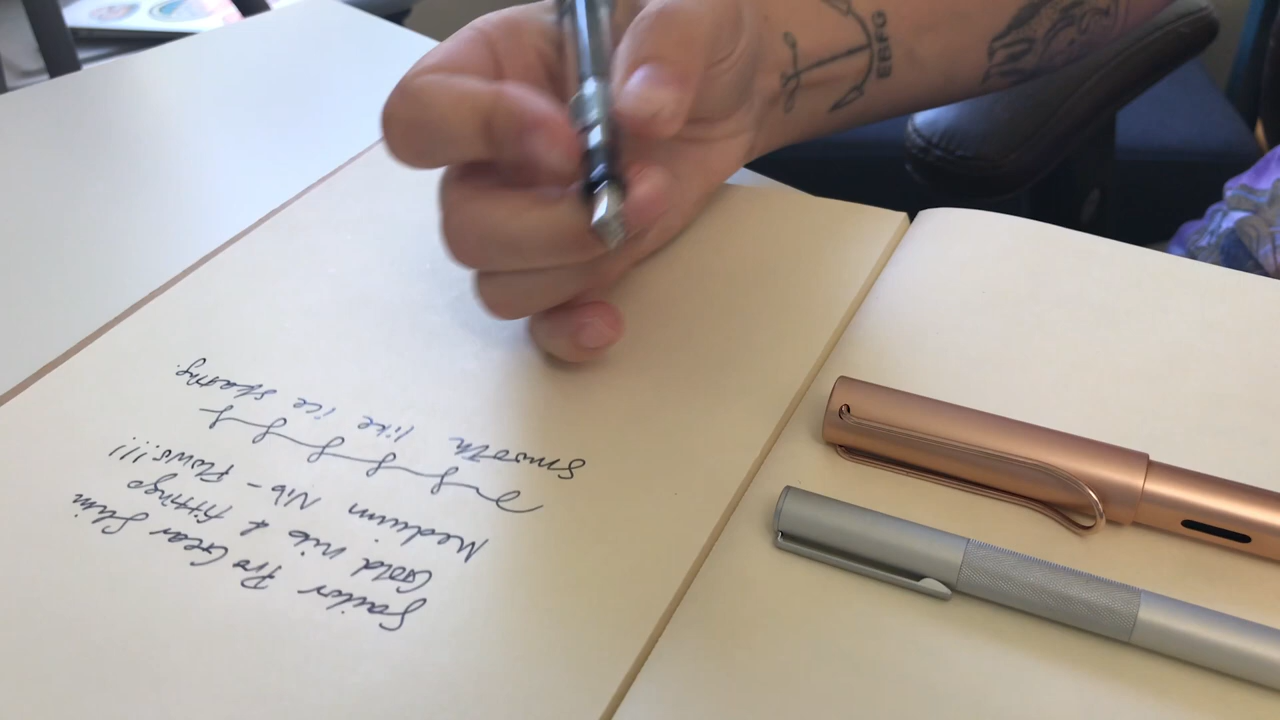 Sailor Pro Gear Slim
Gold nib & fittings
Medium Nib - Flows!!!
Smooth like ice skating.
EBFG